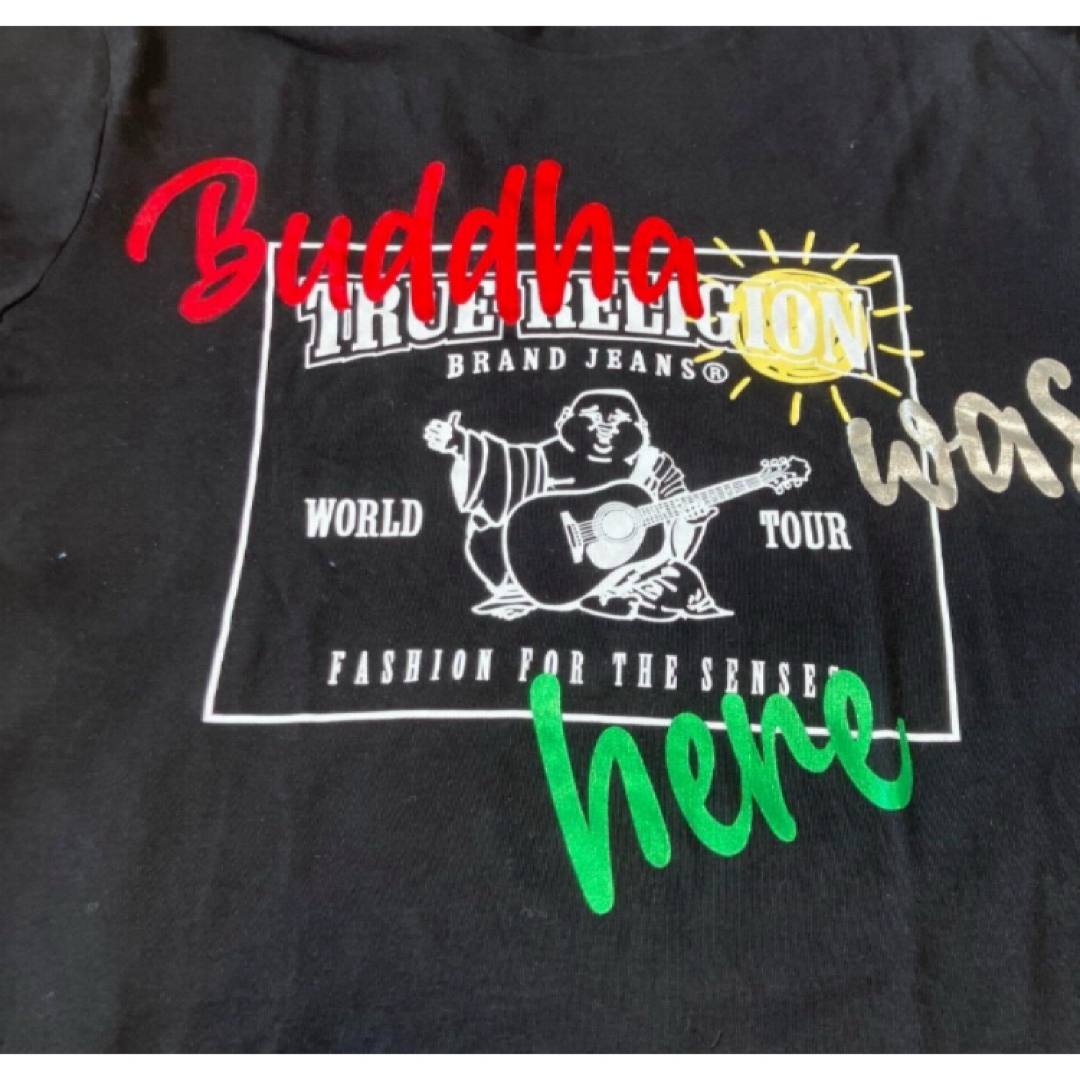 Buddha
TRUE RELIGION
BRAND JEANS®
was
WORLD TOUR
FASHION FOR THE SENSES
here